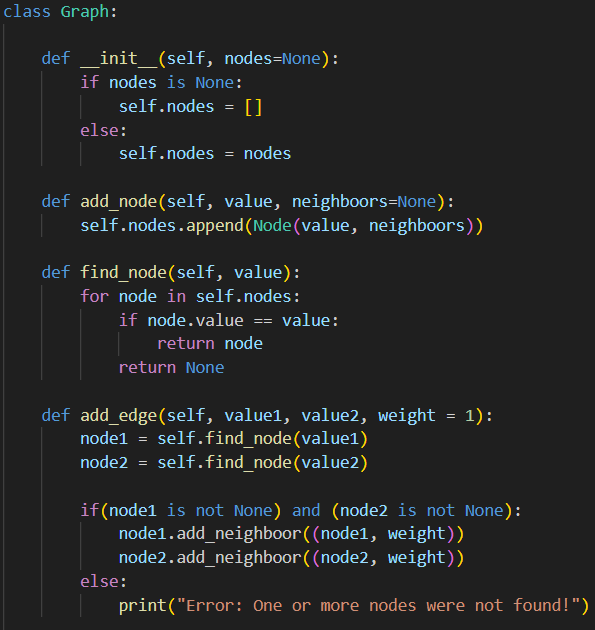 class Graph:
    def __init__(self, nodes=None):
        if nodes is None:
            self.nodes = []
        else:
            self.nodes = nodes
    def add_node(self, value, neighboors=None):
        self.nodes.append(Node(value, neighboors))
    def find_node(self, value):
        for node in self.nodes:
            if node.value == value:
                return node
            return None
    def add_edge(self, value1, value2, weight = 1):
        node1 = self.find_node(value1)
        node2 = self.find_node(value2)
        if(node1 is not None) and (node2 is not None):
            node1.add_neighboor((node1, weight))
            node2.add_neighboor((node2, weight))
        else:
            print("Error: One or more nodes were not found!")